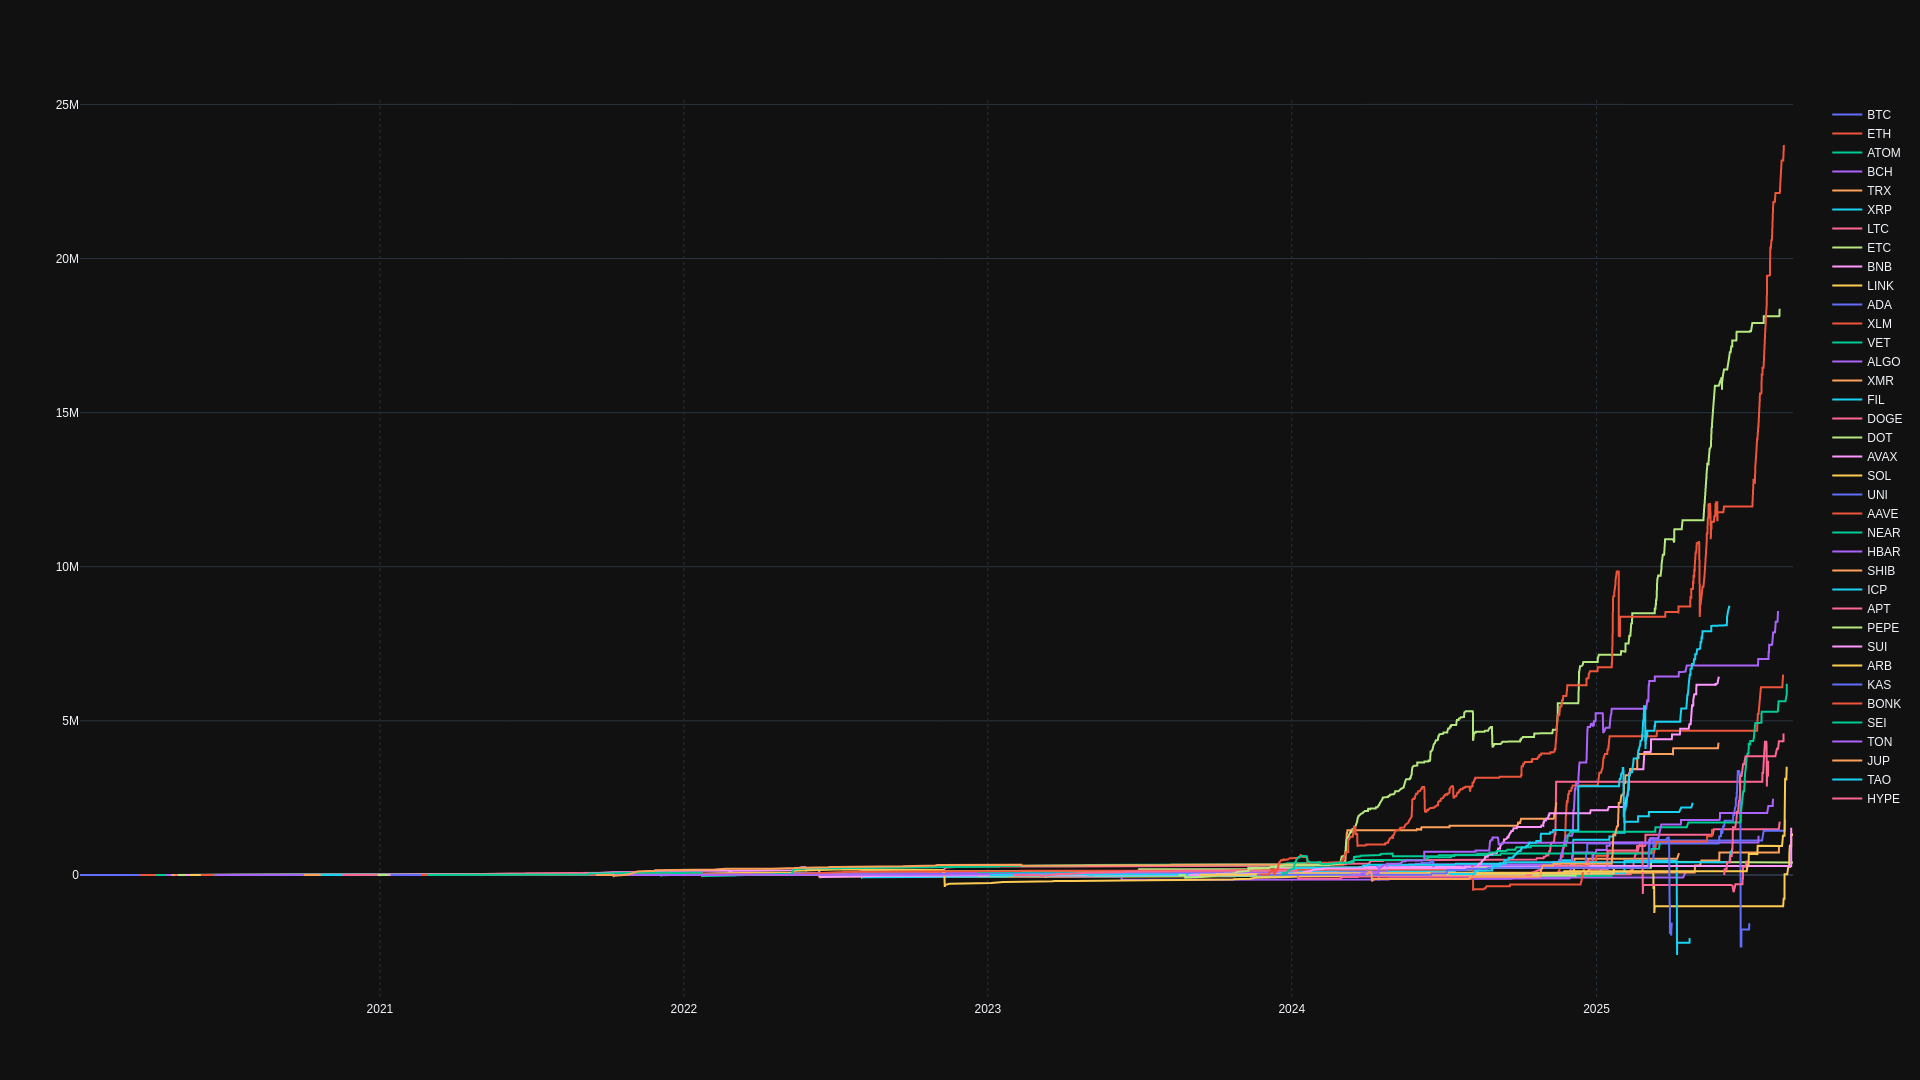 25M
20M
15M
10M
5M
0
2021
2022
2023
2024
2025
BTC
ETH
ATOM
BCH
TRX
XRP
LTC
ETC
BNB
LINK
ADA
XLM
VET
ALGO
XMR
FIL
DOGE
DOT
AVAX
SOL
UNI
AAVE
NEAR
HBAR
SHIB
ICP
APT
PEPE
SUI
ARB
KAS
BONK
SEI
TON
JUP
TAO
HYPE